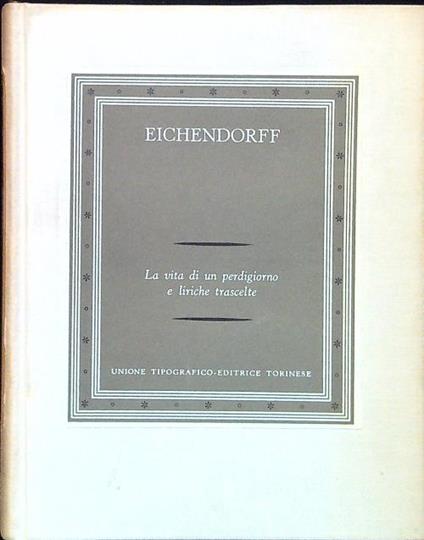 EICHENDORFF
La vita di un perdigiorno
e liriche trascelte
UNIONE TIPOGRAFICO-EDITRICE TORINESE